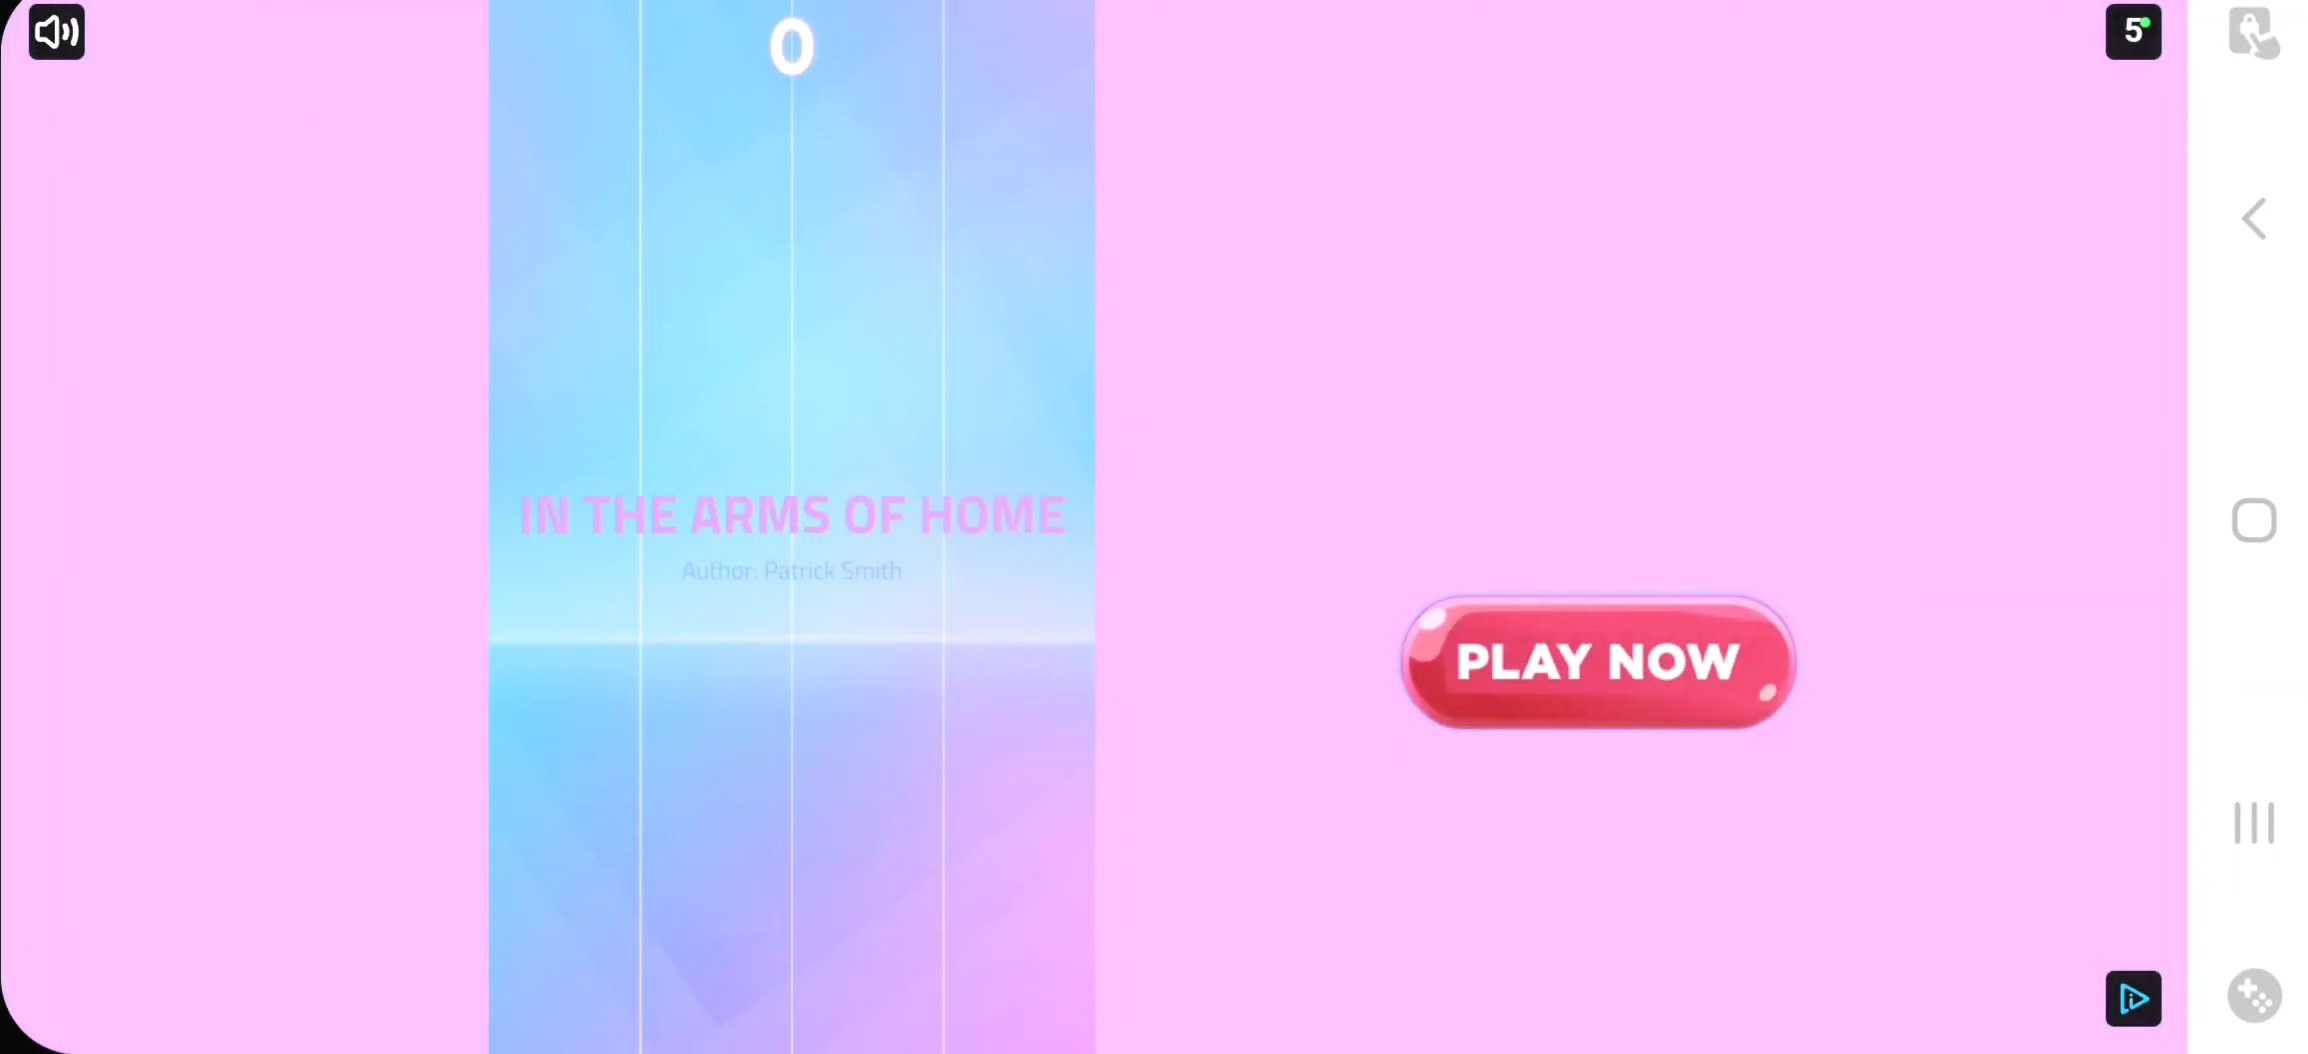 0
5
IN THE ARMS OF HOME
Author: Patrick Smith
PLAY NOW